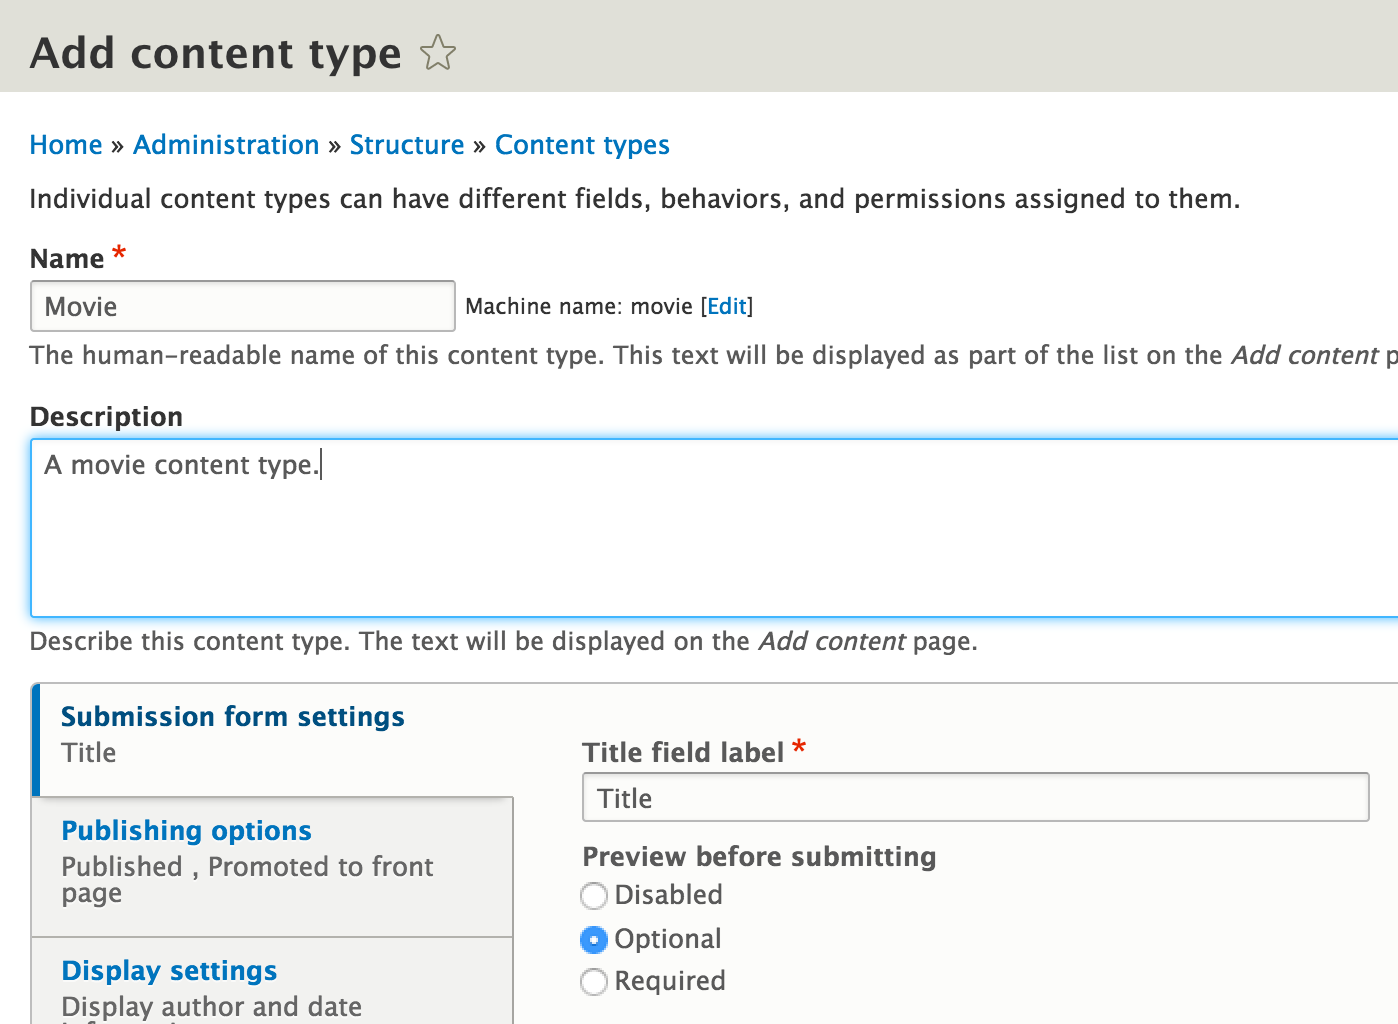 Add content type
Home » Administration » Structure » Content types
Individual content types can have different fields, behaviors, and permissions assigned to them.
Name *
Movie
Machine name: movie [Edit]
The human-readable name of this content type. This text will be displayed as part of the list on the Add content p
Description
A movie content type.
Describe this content type. The text will be displayed on the Add content page.
Submission form settings
Title
Publishing options
Published , Promoted to front
page
Display settings
Display author and date
Title field label *
Title
Preview before submitting
Disabled
Optional
Required